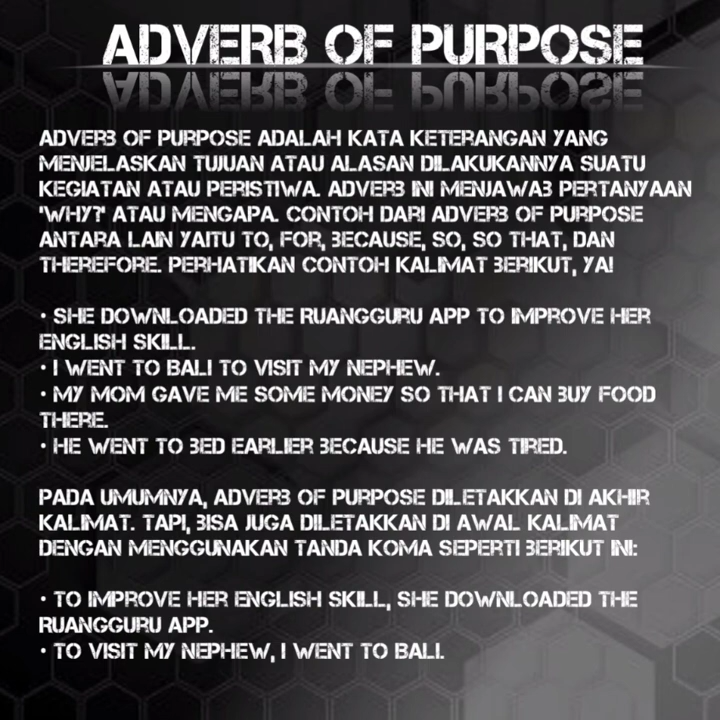 ADVERB OF PURPOSE
ADVERB OF PURPOSE ADALAH KATA KETERANGAN YANG
MENJELASKAN TUJUAN ATAU ALASAN DILAKUKANNYA SUATU
KEGIATAN ATAU PERISTIWA. ADVERB INI MENJAWAB PERTANYAAN
'WHY?' ATAU MENGAPA. CONTOH DARI ADVERB OF PURPOSE
ANTARA LAIN YAITU TO, FOR, BECAUSE, SO, SO THAT, DAN
THEREFORE. PERHATIKAN CONTOH KALIMAT BERIKUT, YA!
• SHE DOWNLOADED THE RUANGGURU APP TO IMPROVE HER
ENGLISH SKILL.
• I WENT TO BALI TO VISIT MY NEPHEW.
• MY MOM GAVE ME SOME MONEY SO THAT I CAN BUY FOOD
THERE.
• HE WENT TO BED EARLIER BECAUSE HE WAS TIRED.
PADA UMUMNYA, ADVERB OF PURPOSE DILETAKKAN DI AKHIR
KALIMAT. TAPI, BISA JUGA DILETAKKAN DI AWAL KALIMAT
DENGAN MENGGUNAKAN TANDA KOMA SEPERTI BERIKUT INI:
• TO IMPROVE HER ENGLISH SKILL, SHE DOWNLOADED THE
RUANGGURU APP.
• TO VISIT MY NEPHEW, I WENT TO BALI.